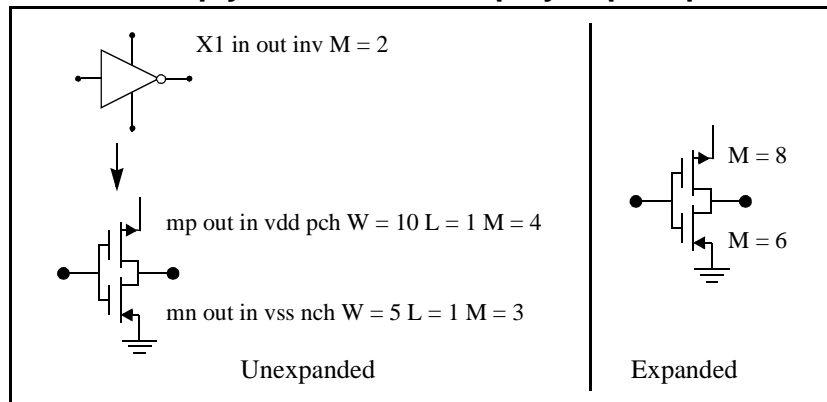 X1 in out inv M = 2
mp out in vdd pch W = 10 L = 1 M = 4
mn out in vss nch W = 5 L = 1 M = 3
Unexpanded
M = 8
M = 6
Expanded